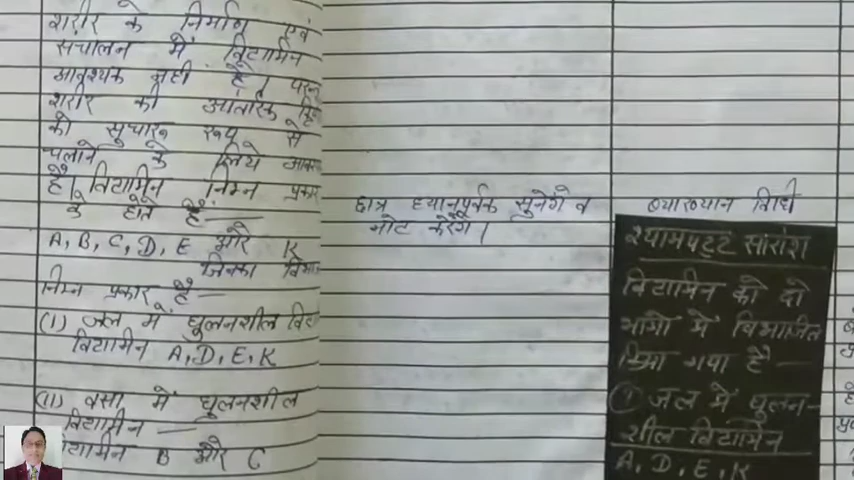 शरीर के निर्माण एवं
संचालन में विटामिन
आवश्यक नहीं है, परन्
शरीर की आंतरिक
को सुचारू रूप से
चलाने के लिये
है। विटामिन निम्न प्रकार
के होते हैं:—
A, B, C, D, E और K
जिनका
निम्न प्रकार है—
(I) जल में घुलनशील
विटामिन A, D, E, K
(II) वसा में घुलनशील
विटामिन —
विटामिन B और C
छात्र ध्यानपूर्वक सुनेंगे व
नोट करेंगे।
व्याख्यान विधि
श्यामपट्ट सारांश
विटामिन को दो
भागों में विभाजित
किया गया है —
① जल में घुलन-
शील विटामिन
A, D, E, K